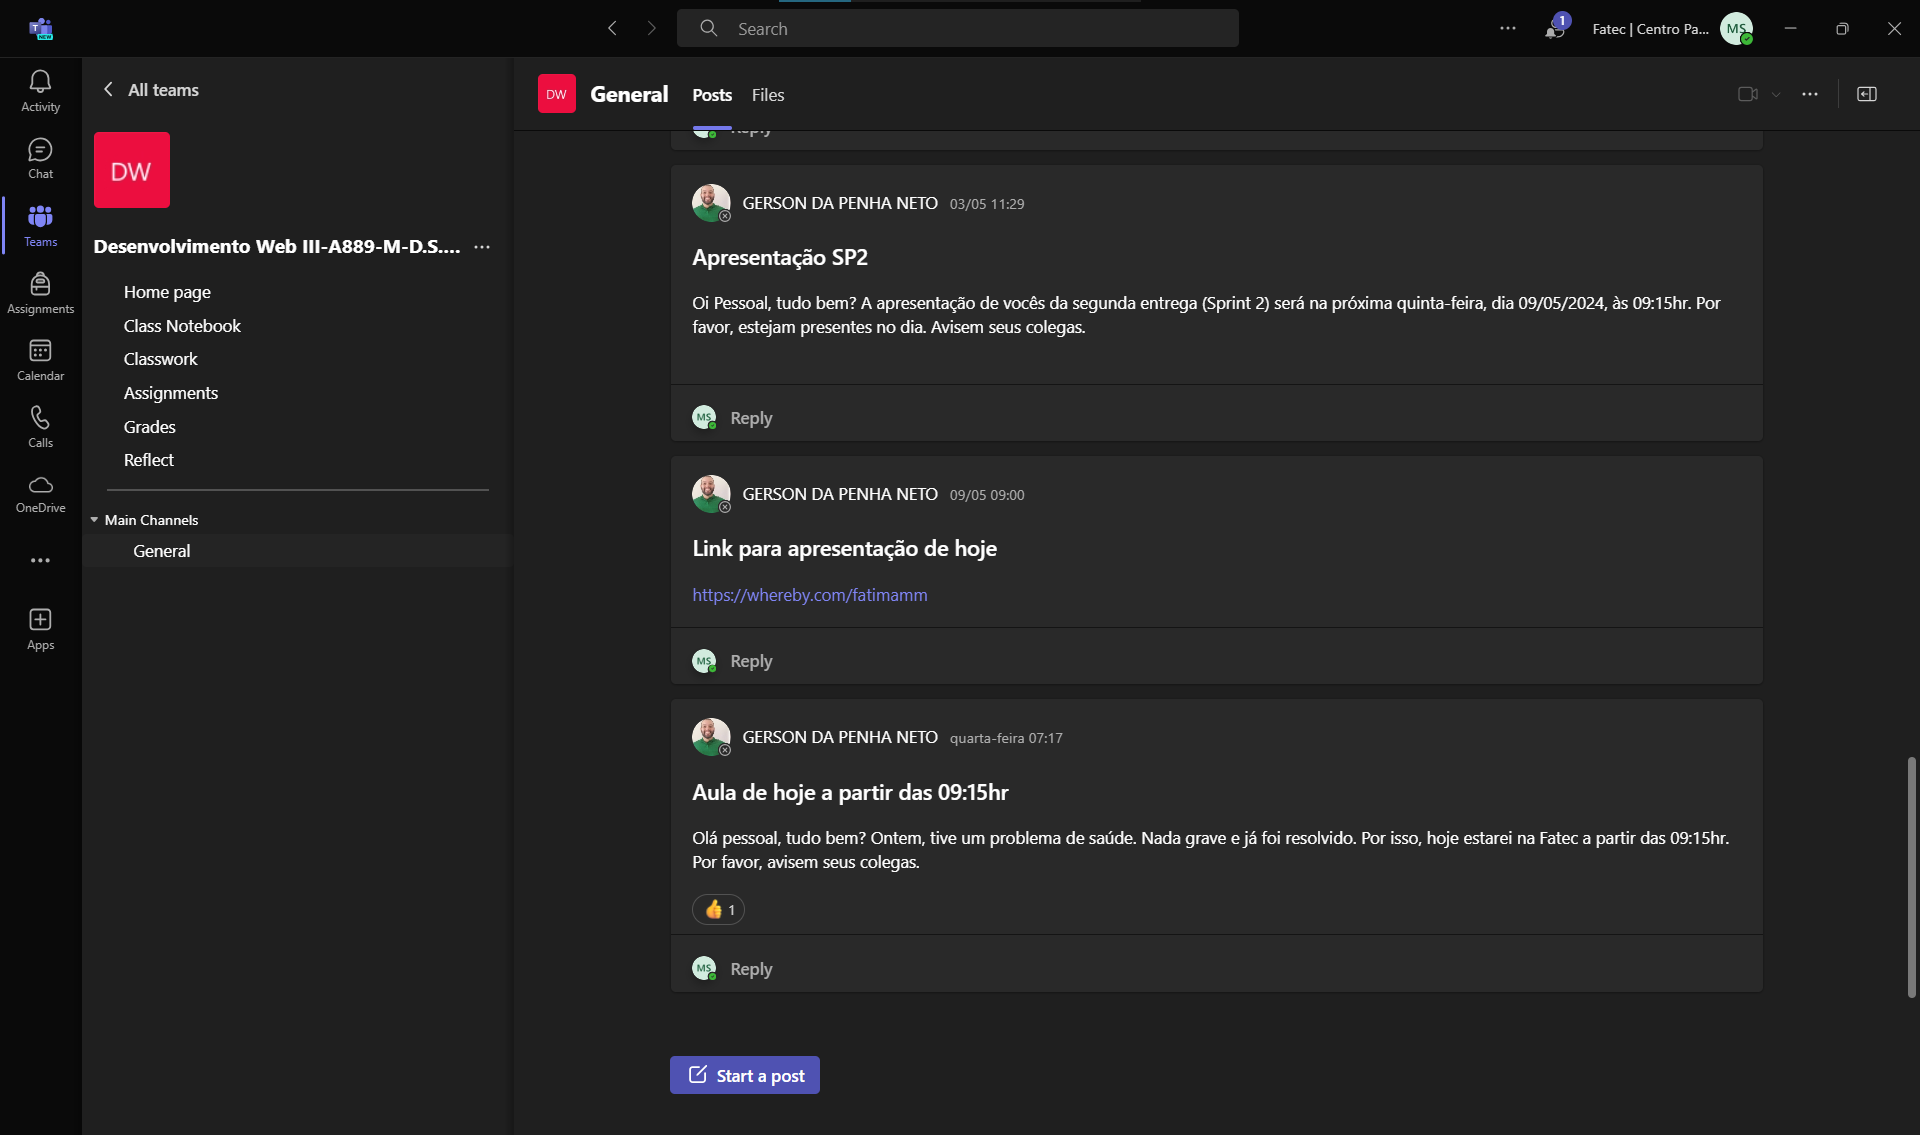 Search
1
Fatec | Centro Pa...
MS
Activity
Chat
Teams
Assignments
Calendar
Calls
OneDrive
Apps
All teams
DW
Desenvolvimento Web III-A889-M-D.S....
Home page
Class Notebook
Classwork
Assignments
Grades
Reflect
Main Channels
General
DW
General
Posts
Files
Reply
GERSON DA PENHA NETO 03/05 11:29
Apresentação SP2
Oi Pessoal, tudo bem? A apresentação de vocês da segunda entrega (Sprint 2) será na próxima quinta-feira, dia 09/05/2024, às 09:15hr. Por
favor, estejam presentes no dia. Avisem seus colegas.
MS Reply
GERSON DA PENHA NETO 09/05 09:00
Link para apresentação de hoje
https://whereby.com/fatimamm
MS Reply
GERSON DA PENHA NETO quarta-feira 07:17
Aula de hoje a partir das 09:15hr
Olá pessoal, tudo bem? Ontem, tive um problema de saúde. Nada grave e já foi resolvido. Por isso, hoje estarei na Fatec a partir das 09:15hr.
Por favor, avisem seus colegas.
👍 1
MS Reply
Start a post